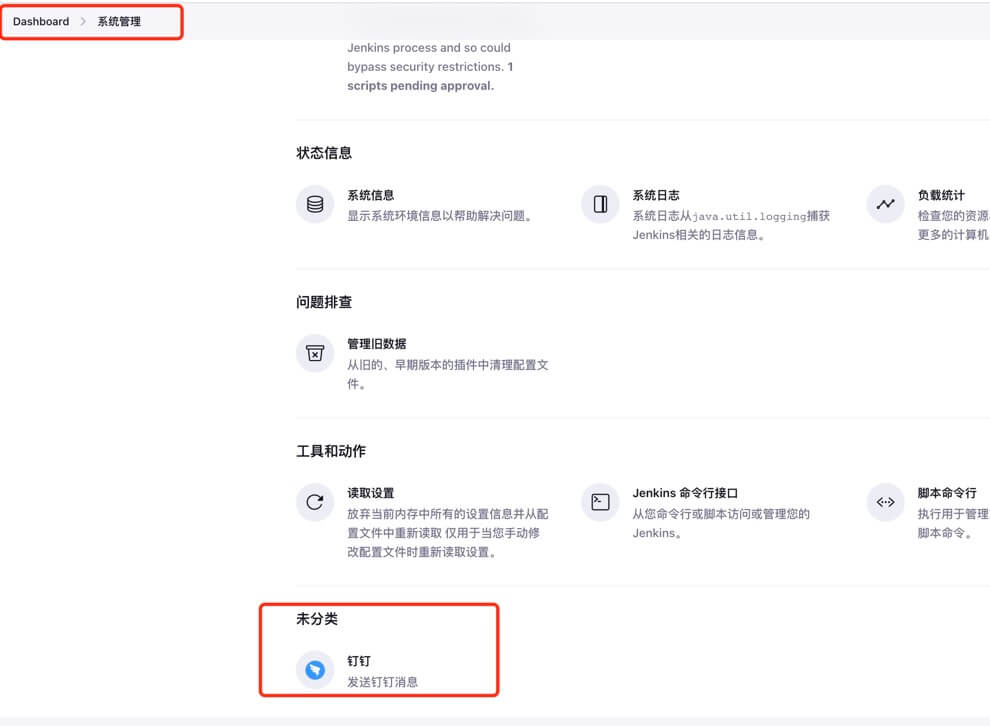 Dashboard > 系统管理
Jenkins process and so could
bypass security restrictions. 1
scripts pending approval.
状态信息
系统信息
显示系统环境信息以帮助解决问题。
系统日志
系统日志从java.util.logging捕获
Jenkins相关的日志信息。
负载统计
检查您的资源
更多的计算机
问题排查
管理旧数据
从旧的、早期版本的插件中清理配置文
件。
工具和动作
读取设置
放弃当前内存中所有的设置信息并从配
置文件中重新读取 仅用于当您手动修
改配置文件时重新读取设置。
Jenkins 命令行接口
从您命令行或脚本访问或管理您的
Jenkins。
脚本命令行
执行用于管理
脚本命令。
未分类
钉钉
发送钉钉消息